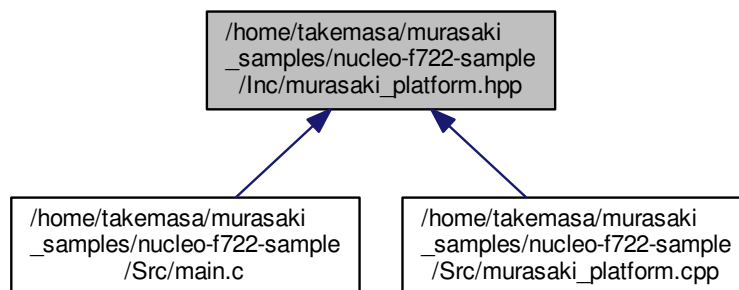 /home/takemasa/murasaki
_samples/nucleo-f722-sample
/Inc/murasaki_platform.hpp
/home/takemasa/murasaki
_samples/nucleo-f722-sample
/Src/main.c
/home/takemasa/murasaki
_samples/nucleo-f722-sample
/Src/murasaki_platform.cpp